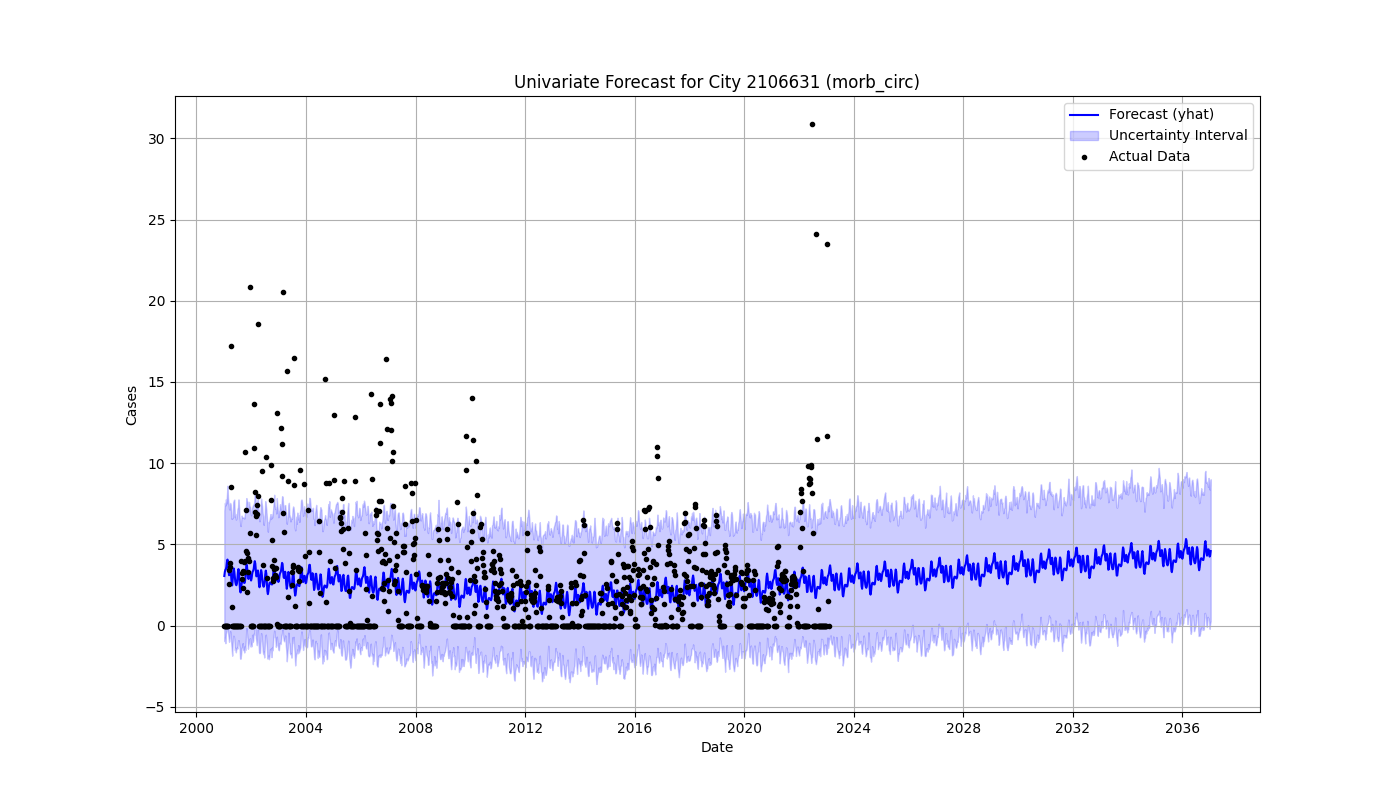 Univariate Forecast for City 2106631 (morb_circ)
Forecast (yhat)
Uncertainty Interval
Actual Data
Cases
30
25
20
15
10
5
0
−5
2000 2004 2008 2012 2016 2020 2024 2028 2032 2036
Date